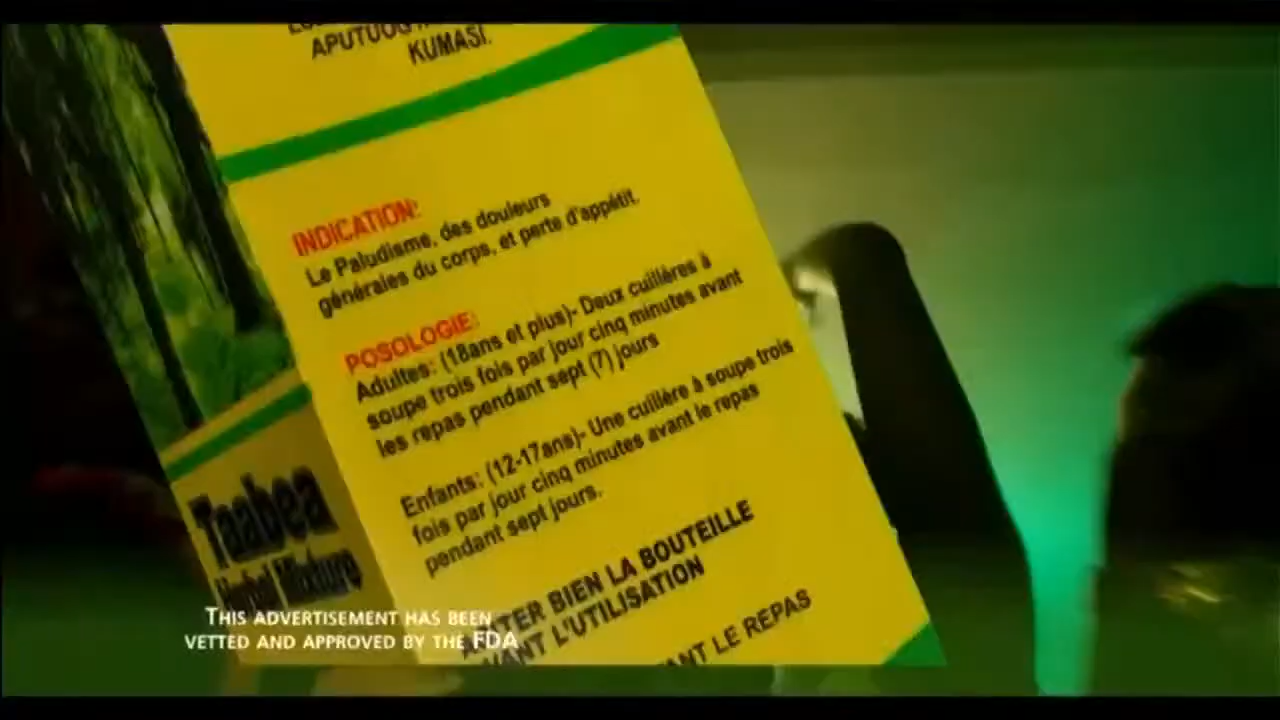 APUTUOG
KUMASI.
INDICATION:
Le Paludisme, des douleurs
générales du corps, et perte d'appétit.
POSOLOGIE:
Adultes: (18ans et plus)- Deux cuillères à
soupe trois fois par jour cinq minutes avant
les repas pendant sept (7) jours
Enfants: (12-17ans)- Une cuillère à soupe trois
fois par jour cinq minutes avant le repas
pendant sept jours.
BIEN LA BOUTEILLE
L'UTILISATION
LE REPAS
Taabea
Herbal Mixture
THIS ADVERTISEMENT HAS BEEN
VETTED AND APPROVED BY THE FDA